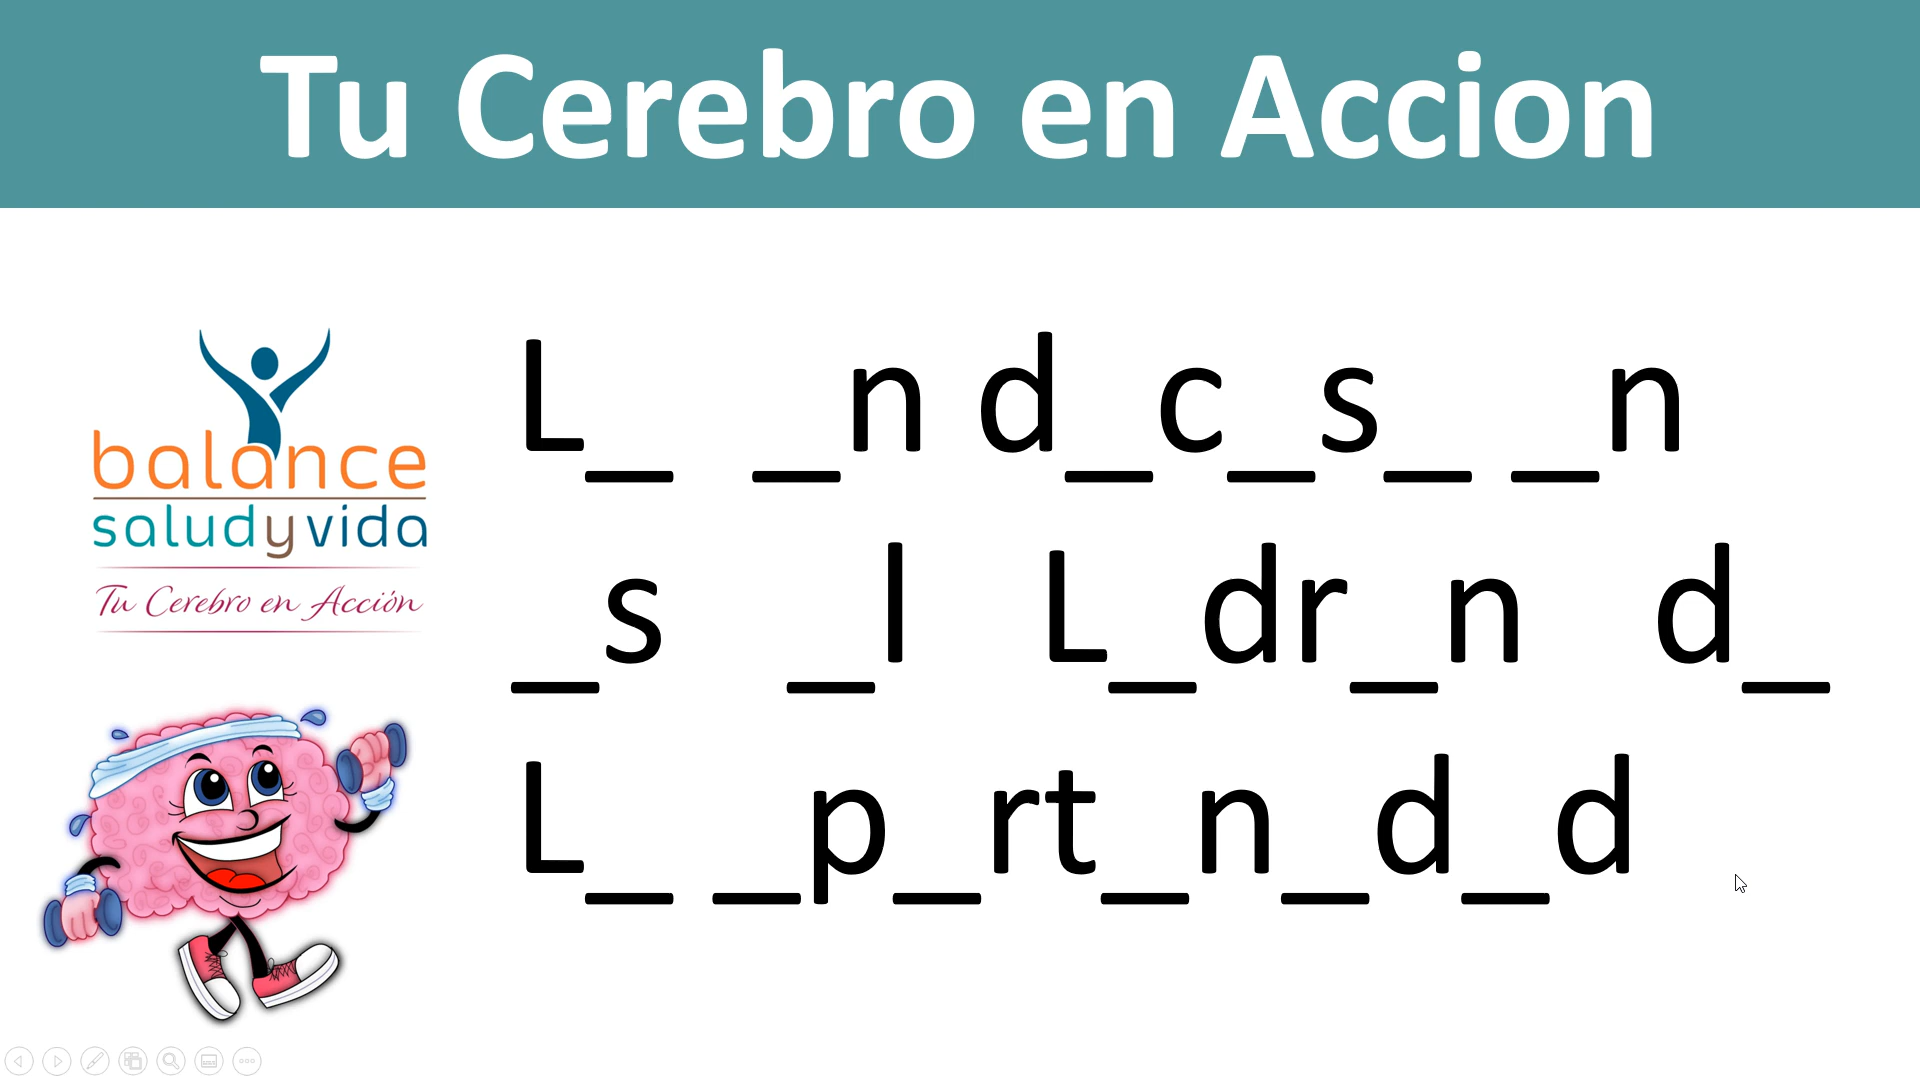 Tu Cerebro en Accion
balance
saludyvida
Tu Cerebro en Acción
L_ _n d_c_s_ _n
_s _l L_dr_n d_
L_ _p_rt_n_d_d